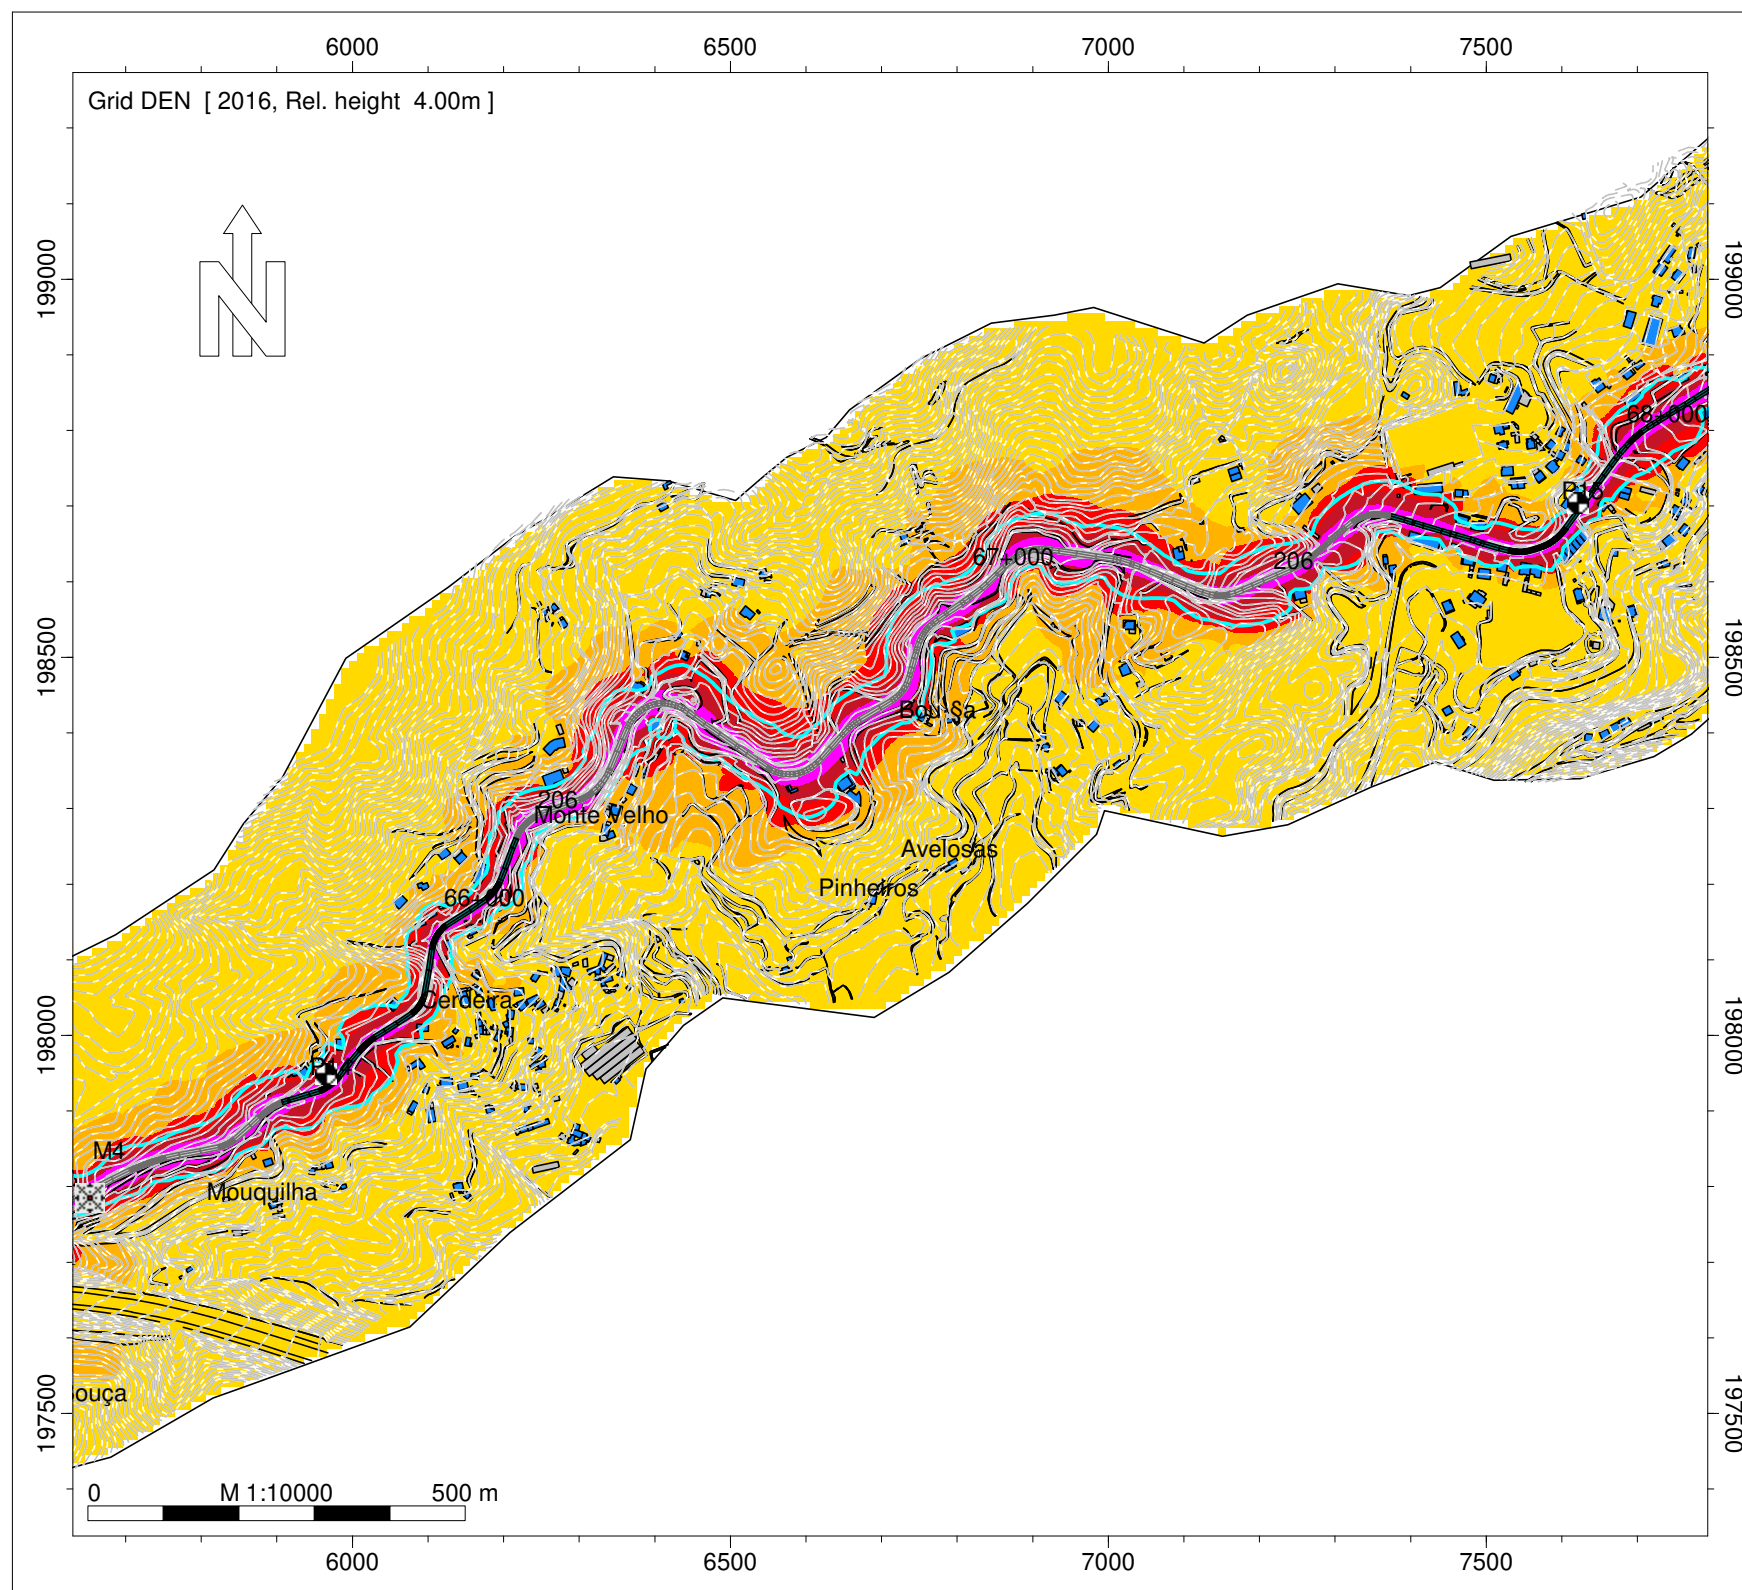 6000 6500 7000 7500
Grid DEN [ 2016, Rel. height 4.00m ]
199000
199000
68+000
P15
67+000
206
198500
198500
Bou §a
206
Monte Velho
Avelosas
Pinheiros
66+000
Cerdeira
198000
198000
M4
Mouquilha
ouça
197500
197500
0 M 1:10000 500 m
6000 6500 7000 7500